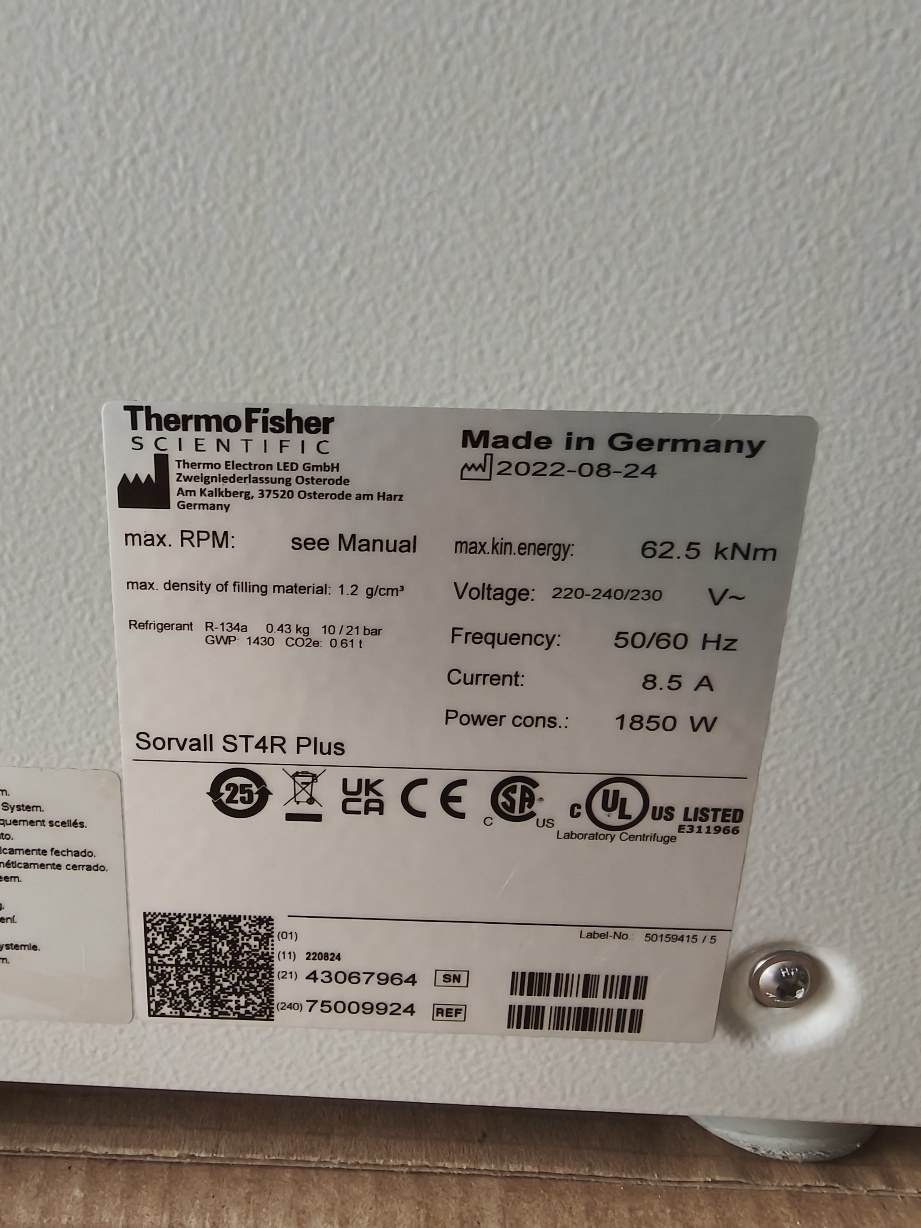 ThermoFisher
SCIENTIFIC
Thermo Electron LED GmbH
Zweigniederlassung Osterode
Am Kalkberg, 37520 Osterode am Harz
Germany
Made in Germany
2022-08-24
max. RPM: see Manual
max.kin.energy: 62.5 kNm
max. density of filling material: 1.2 g/cm³
Voltage: 220-240/230 V~
Refrigerant R-134a 0.43 kg 10 / 21 bar
GWP: 1430 CO2e: 0.61 t
Frequency: 50/60 Hz
Current: 8.5 A
Power cons.: 1850 W
Sorvall ST4R Plus
25
UK
CA
CE
C SA US
C UL US LISTED
E311966
Laboratory Centrifuge
System.
scellés.
fechado.
cerrado.
(01)
Label-No.: 50159415 / 5
(11) 220824
(21) 43067964 SN
(240) 75009924 REF
HP